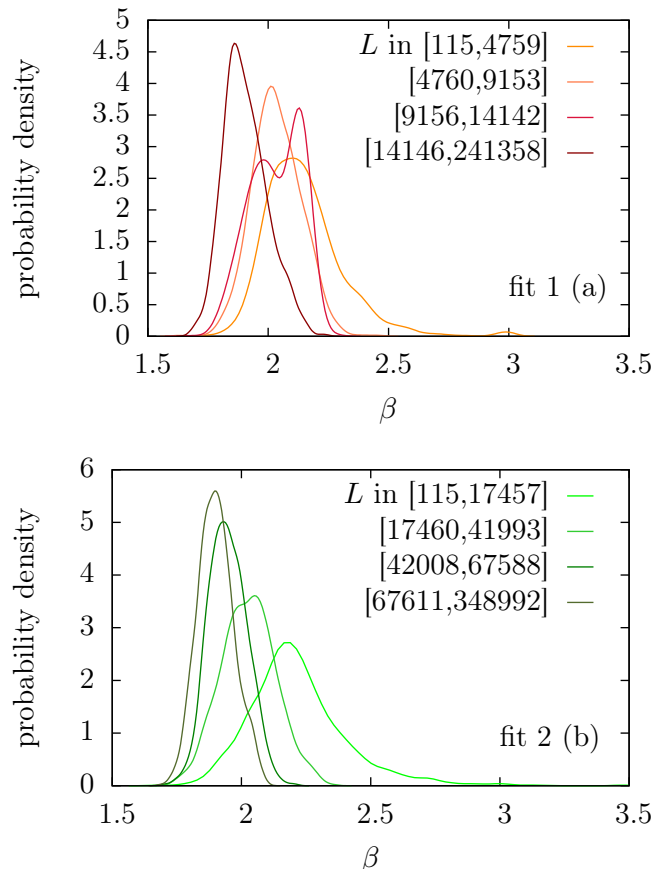 5
4.5
4
3.5
3
2.5
2
1.5
1
0.5
0
probability density
L in [115,4759]
[4760,9153]
[9156,14142]
[14146,241358]
fit 1 (a)
1.5 2 2.5 3 3.5
β
6
5
4
3
2
1
0
probability density
L in [115,17457]
[17460,41993]
[42008,67588]
[67611,348992]
fit 2 (b)
1.5 2 2.5 3 3.5
β